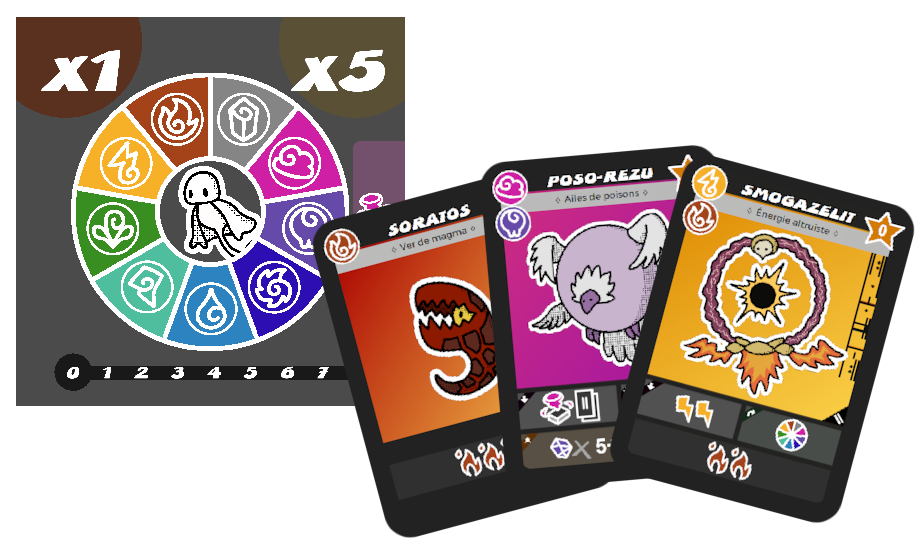 x1
x5
SORATOS
◇ Ver de magma ◇
POSO-REZU
◇ Ailes de poisons ◇
SMOGAZELIT
◇ Énergie altruiste ◇
0
0 1 2 3 4 5 6 7
5